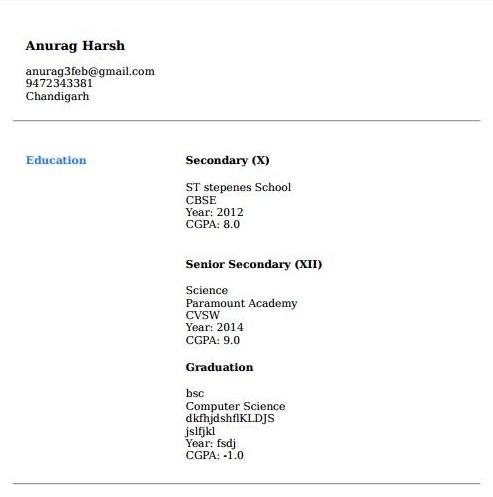 Anurag Harsh
anurag3feb@gmail.com
9472343381
Chandigarh
Education
Secondary (X)
ST stepenes School
CBSE
Year: 2012
CGPA: 8.0
Senior Secondary (XII)
Science
Paramount Academy
CVSW
Year: 2014
CGPA: 9.0
Graduation
bsc
Computer Science
dkfhjdshflKLDJS
jslfjkl
Year: fsdj
CGPA: -1.0